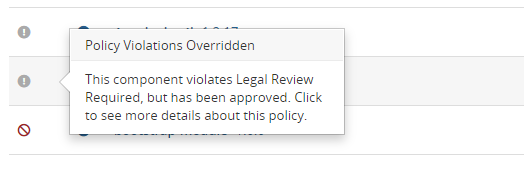 Policy Violations Overridden
This component violates Legal Review
Required, but has been approved. Click
to see more details about this policy.